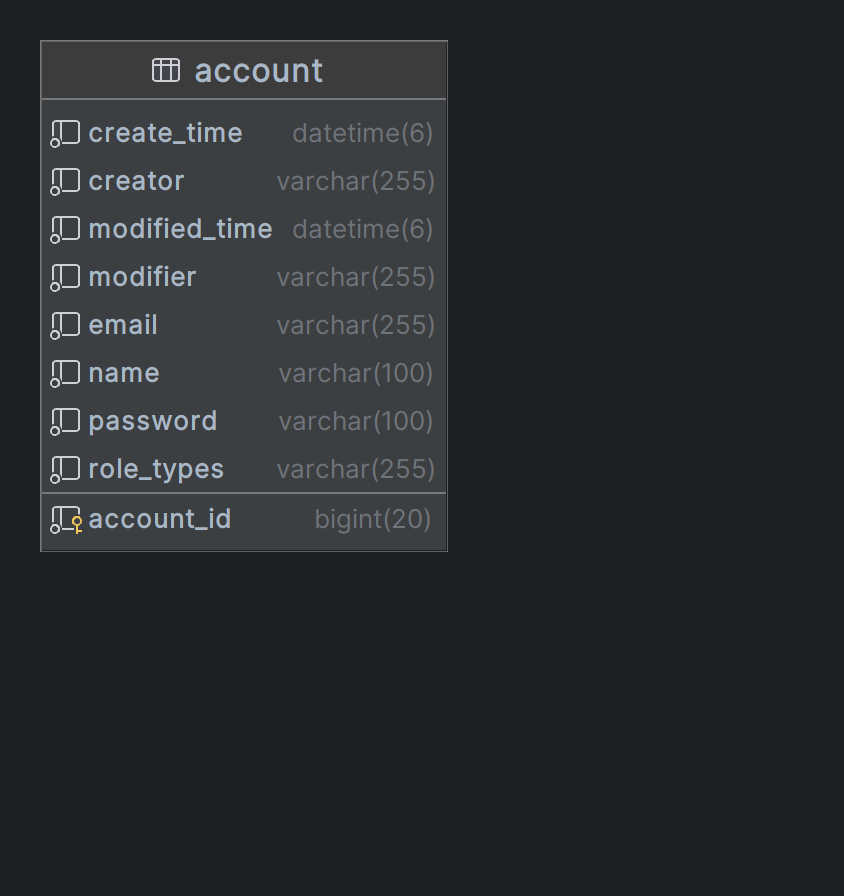 account
create_time datetime(6)
creator varchar(255)
modified_time datetime(6)
modifier varchar(255)
email varchar(255)
name varchar(100)
password varchar(100)
role_types varchar(255)
account_id bigint(20)